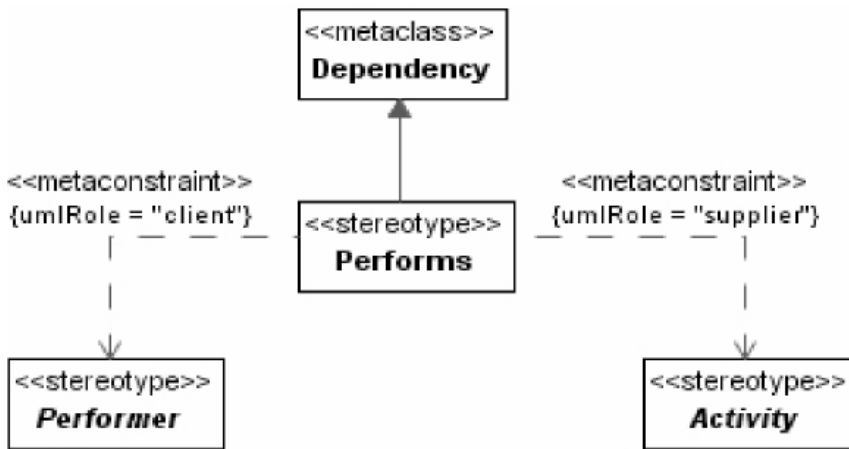 <<metaclass>>
Dependency
<<metaconstraint>>
{umlRole = "client"}
<<metaconstraint>>
{umlRole = "supplier"}
<<stereotype>>
Performs
<<stereotype>>
Performer
<<stereotype>>
Activity